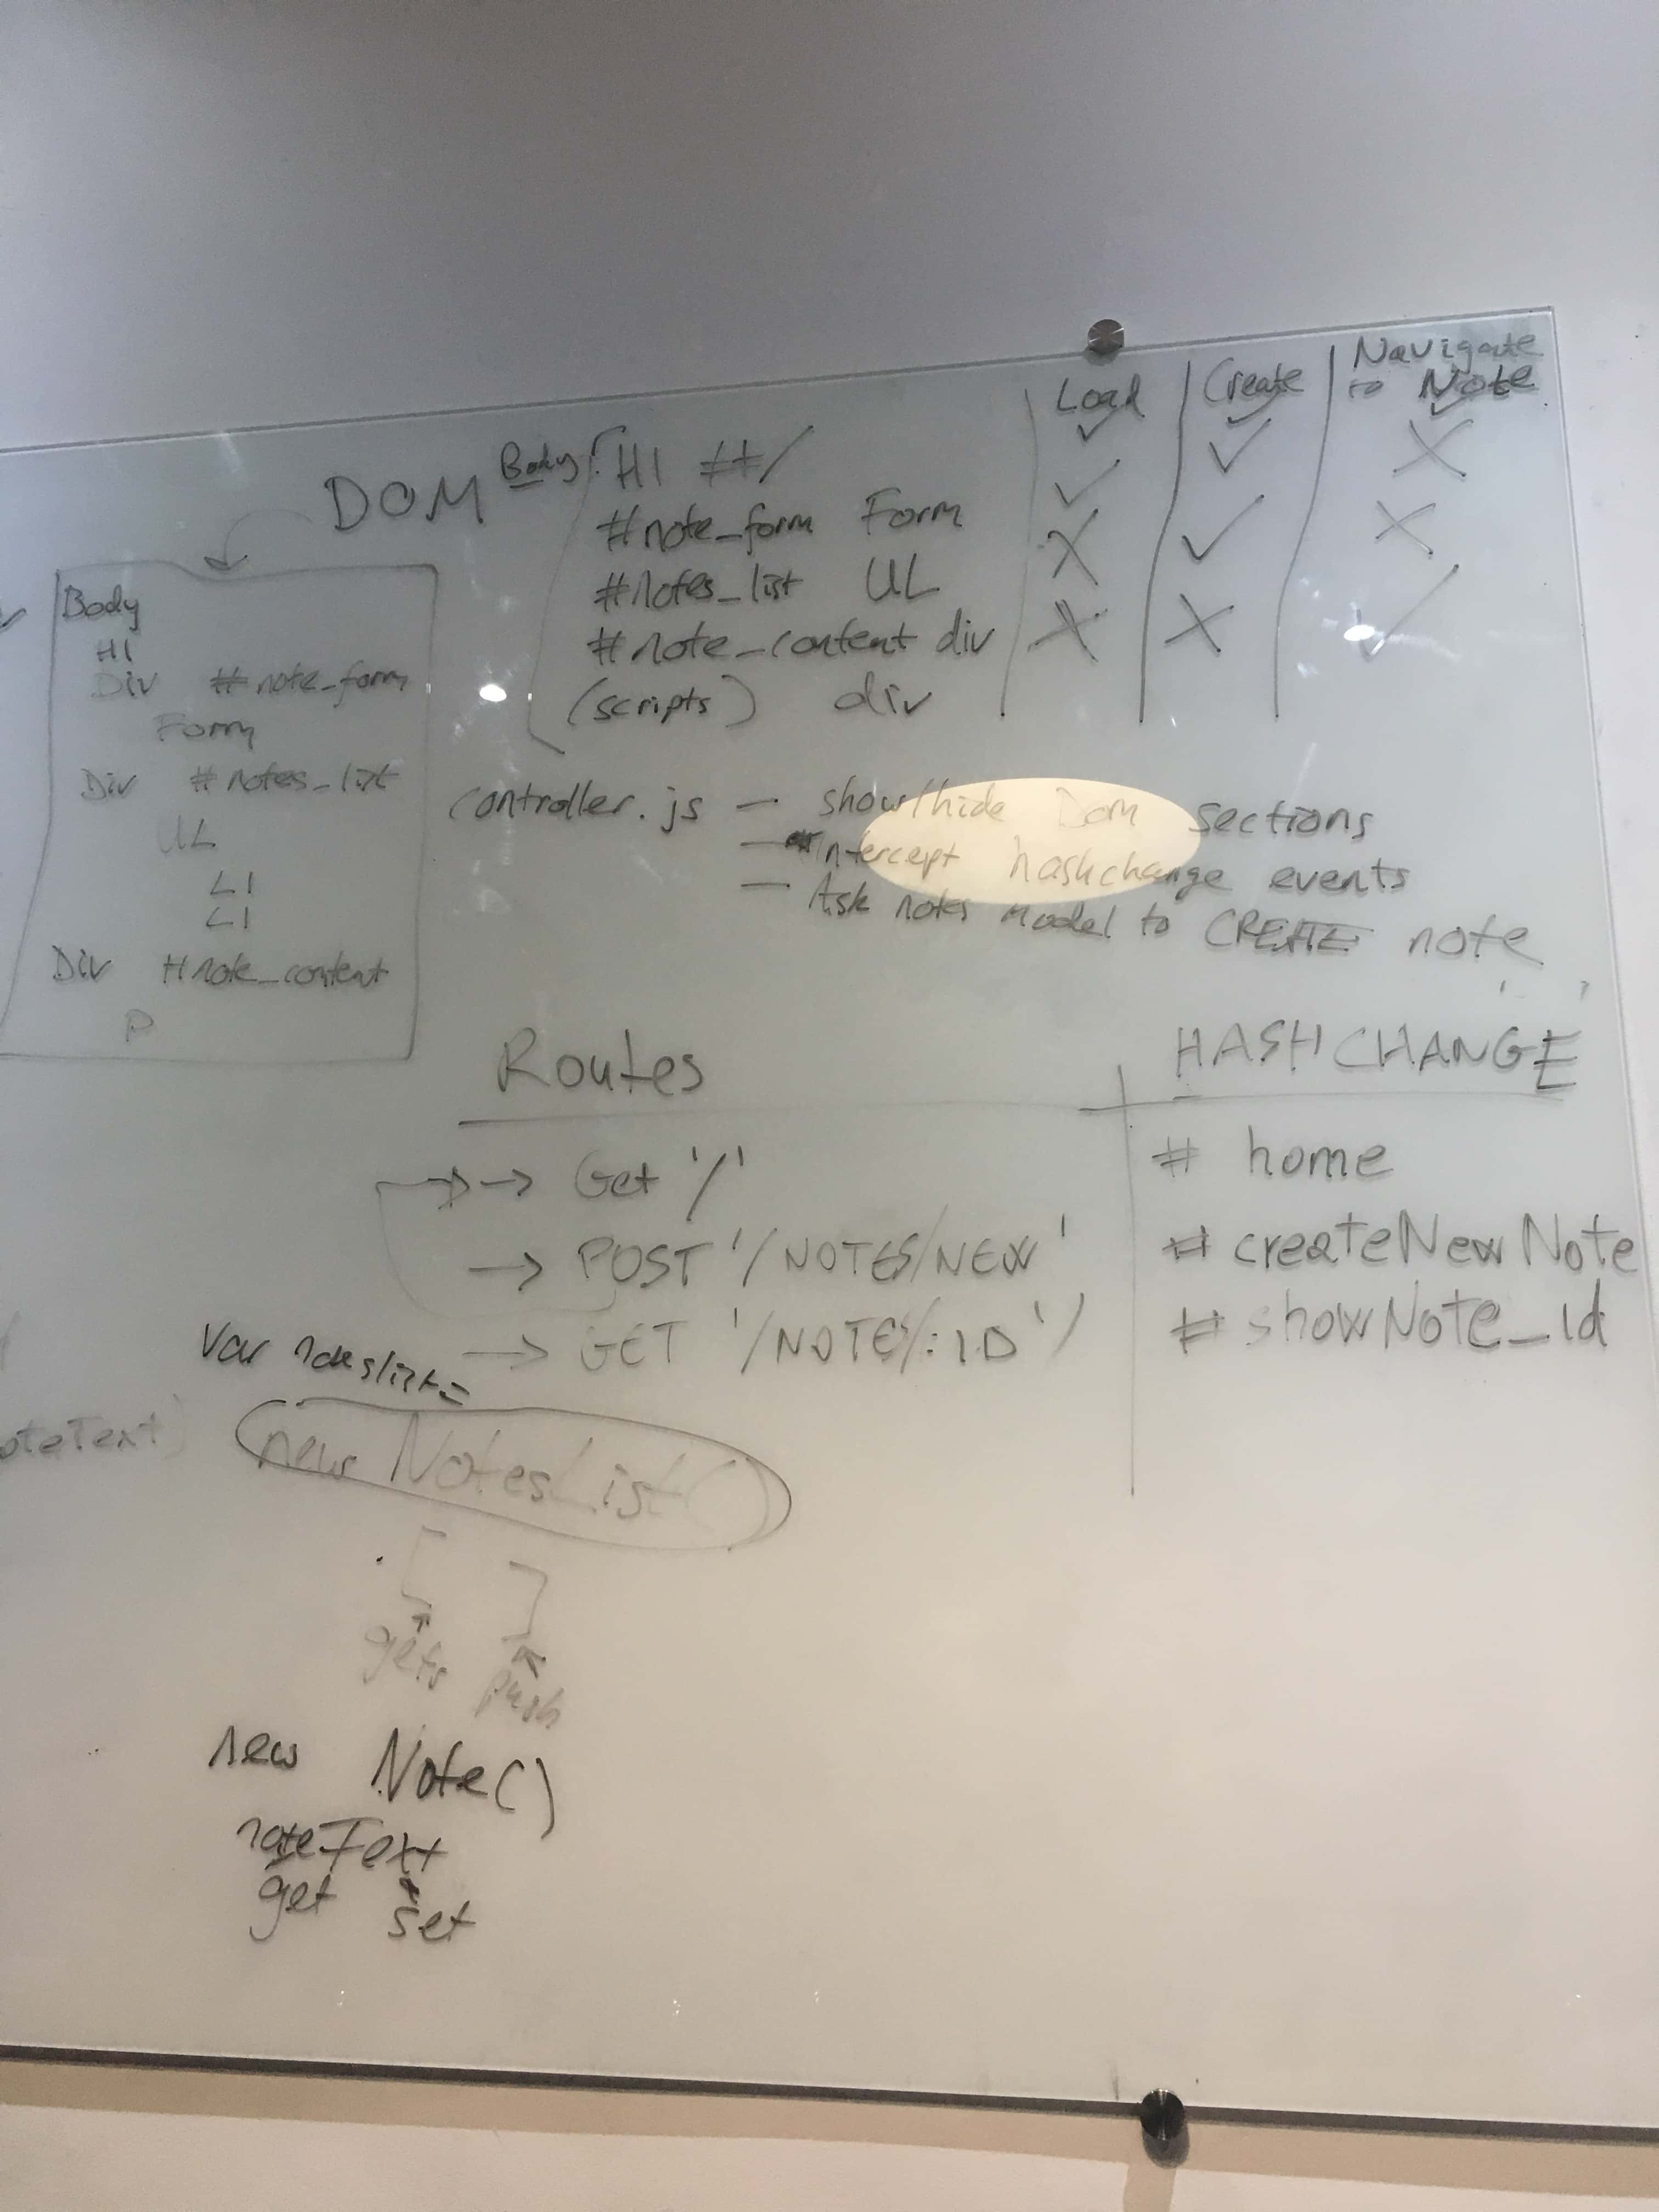 Load Create Navigate
to Note
✓ ✓ ✓
DOM Body: H1 #/
✓ ✓ X
#note_form Form
X ✓ X
#notes_list UL
X X ✓
#note_content div
(scripts) div
Body
H1
Div #note_form
Form
Div #notes_list
UL
LI
LI
Div #note_content
P
controller.js — show/hide Dom sections
— Intercept hashchange events
— Ask notes model to CREATE note
Routes
→ Get '/'
→ POST '/NOTES/NEW'
→ GET '/NOTES/:ID'/
HASHCHANGE
# home
# createNewNote
# showNote_id
var noteslist =
oteText)
new NotesList()
[ ]
push
new Note()
noteText
get set